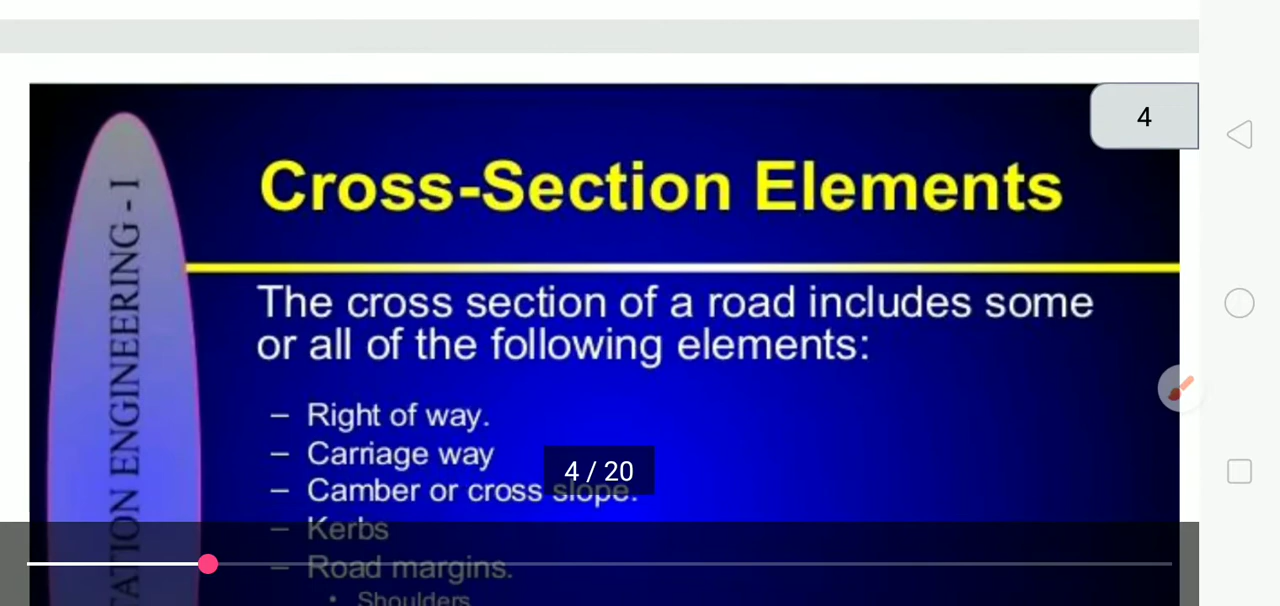 4
Cross-Section Elements
TATION ENGINEERING - I
The cross section of a road includes some
or all of the following elements:
– Right of way.
– Carriage way
– Camber or cross slope.
4 / 20
– Kerbs
– Road margins.
• Shoulders